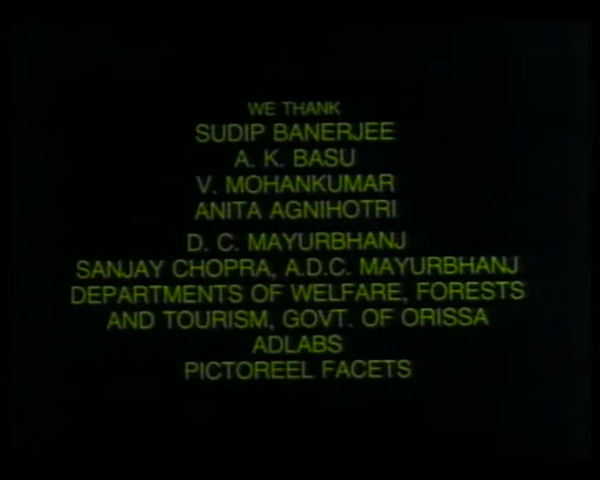 WE THANK
SUDIP BANERJEE
A. K. BASU
V. MOHANKUMAR
ANITA AGNIHOTRI
D. C. MAYURBHANJ
SANJAY CHOPRA, A.D.C. MAYURBHANJ
DEPARTMENTS OF WELFARE, FORESTS
AND TOURISM, GOVT. OF ORISSA
ADLABS
PICTOREEL FACETS